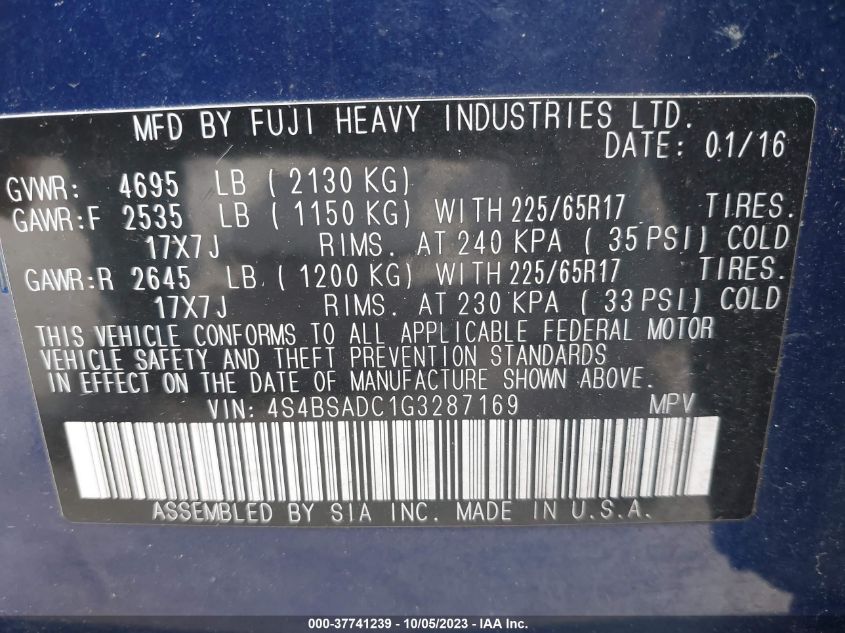 MFD BY FUJI HEAVY INDUSTRIES LTD.
DATE: 01/16
GVWR: 4695 LB ( 2130 KG)
GAWR:F 2535 LB ( 1150 KG) WITH 225/65R17 TIRES.
17X7J RIMS. AT 240 KPA ( 35 PSI) COLD
GAWR:R 2645 LB ( 1200 KG) WITH 225/65R17 TIRES.
17X7J RIMS. AT 230 KPA ( 33 PSI) COLD
THIS VEHICLE CONFORMS TO ALL APPLICABLE FEDERAL MOTOR
VEHICLE SAFETY AND THEFT PREVENTION STANDARDS
IN EFFECT ON THE DATE OF MANUFACTURE SHOWN ABOVE.
VIN: 4S4BSADC1G3287169 MPV
ASSEMBLED BY SIA INC. MADE IN U.S.A.
000-37741239 - 10/05/2023 - © IAA Inc.